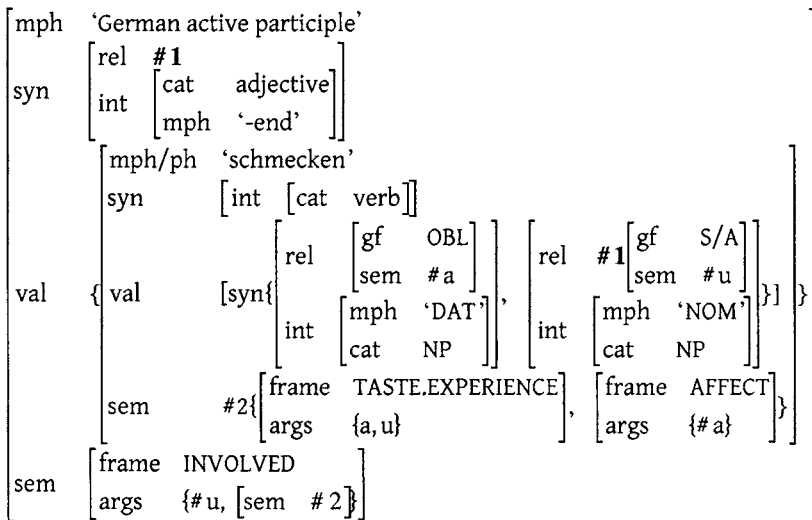 mph 'German active participle'
rel #1
syn
int cat adjective
mph '-end'
mph/ph 'schmecken'
syn [int [cat verb]]
gf OBL gf S/A
rel rel #1
sem #a sem #u
val { val [syn{ , }] }
mph 'DAT' mph 'NOM'
int int
cat NP cat NP
frame TASTE.EXPERIENCE frame AFFECT
sem #2{ , }
args {a, u} args {#a}
frame INVOLVED
sem
args {#u, [sem #2]}